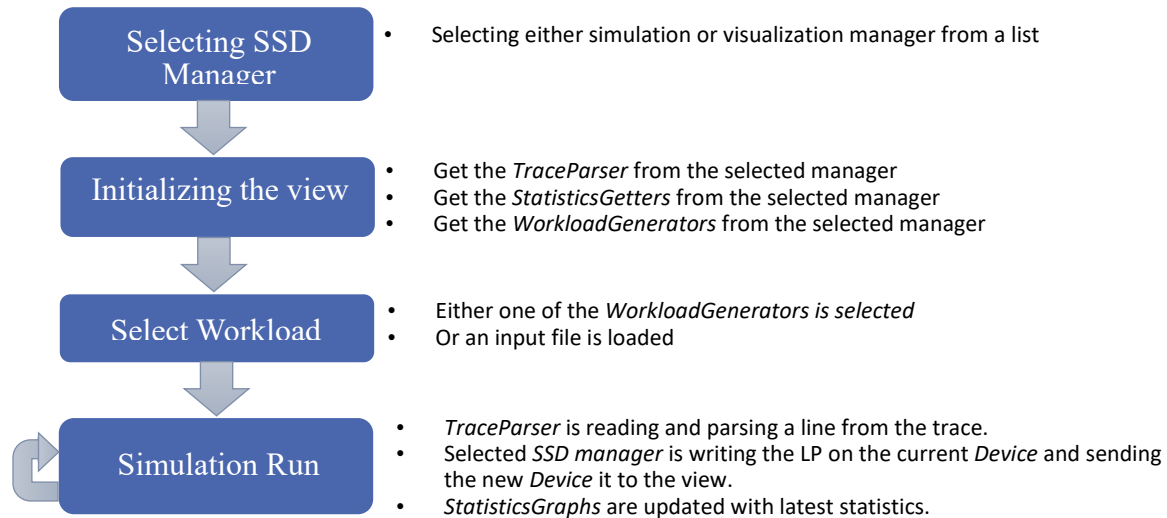 Selecting SSD
Manager
• Selecting either simulation or visualization manager from a list
Initializing the view
• Get the TraceParser from the selected manager
• Get the StatisticsGetters from the selected manager
• Get the WorkloadGenerators from the selected manager
Select Workload
• Either one of the WorkloadGenerators is selected
• Or an input file is loaded
Simulation Run
• TraceParser is reading and parsing a line from the trace.
• Selected SSD manager is writing the LP on the current Device and sending
the new Device it to the view.
• StatisticsGraphs are updated with latest statistics.